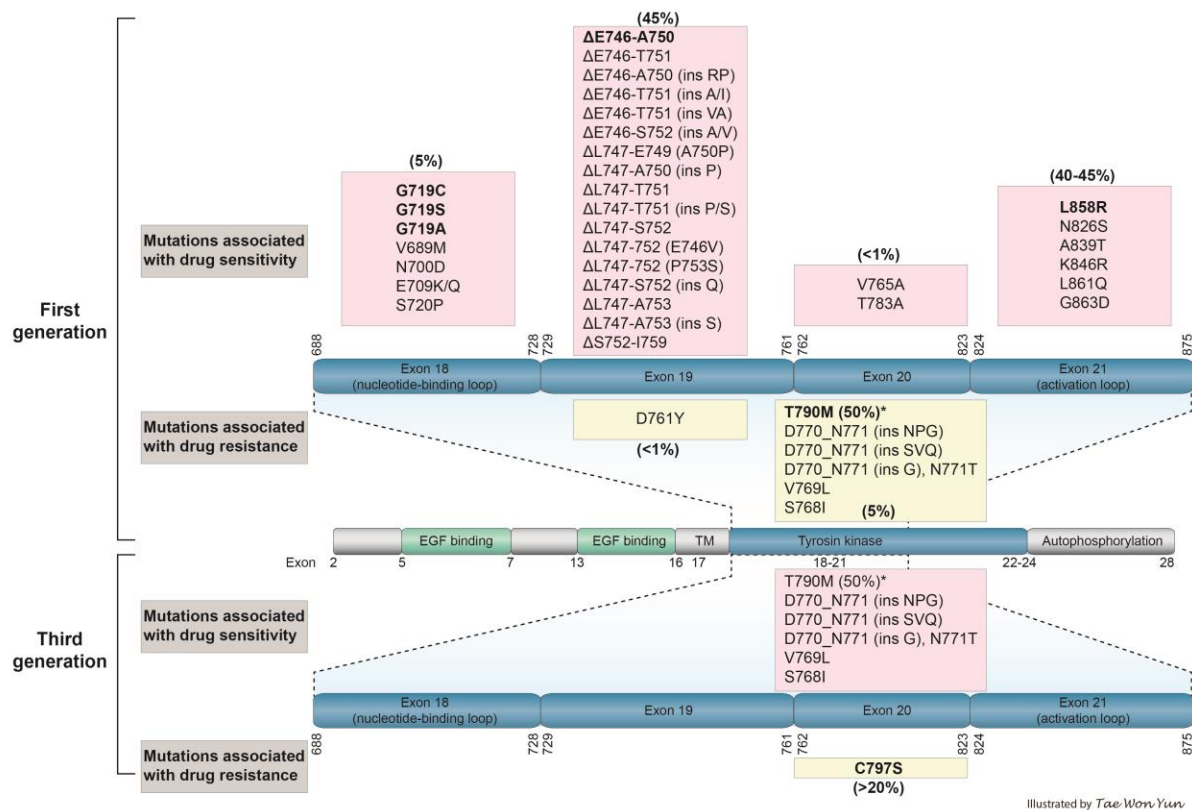 First
generation
Mutations associated
with drug sensitivity
(5%)
G719C
G719S
G719A
V689M
N700D
E709K/Q
S720P
(45%)
ΔE746-A750
ΔE746-T751
ΔE746-A750 (ins RP)
ΔE746-T751 (ins A/I)
ΔE746-T751 (ins VA)
ΔE746-S752 (ins A/V)
ΔL747-E749 (A750P)
ΔL747-A750 (ins P)
ΔL747-T751
ΔL747-T751 (ins P/S)
ΔL747-S752
ΔL747-752 (E746V)
ΔL747-752 (P753S)
ΔL747-S752 (ins Q)
ΔL747-A753
ΔL747-A753 (ins S)
ΔS752-I759
(<1%)
V765A
T783A
(40-45%)
L858R
N826S
A839T
K846R
L861Q
G863D
688
728
729
761
762
823
824
875
Exon 18
(nucleotide-binding loop)
Exon 19
Exon 20
Exon 21
(activation loop)
Mutations associated
with drug resistance
D761Y
(<1%)
T790M (50%)*
D770_N771 (ins NPG)
D770_N771 (ins SVQ)
D770_N771 (ins G), N771T
V769L
S768I
(5%)
EGF binding
EGF binding
TM
Tyrosin kinase
Autophosphorylation
Exon
2
5
7
13
16
17
18-21
22-24
28
Third
generation
Mutations associated
with drug sensitivity
T790M (50%)*
D770_N771 (ins NPG)
D770_N771 (ins SVQ)
D770_N771 (ins G), N771T
V769L
S768I
Exon 18
(nucleotide-binding loop)
Exon 19
Exon 20
Exon 21
(activation loop)
688
728
729
761
762
823
824
875
Mutations associated
with drug resistance
C797S
(>20%)
Illustrated by Tae Won Yun